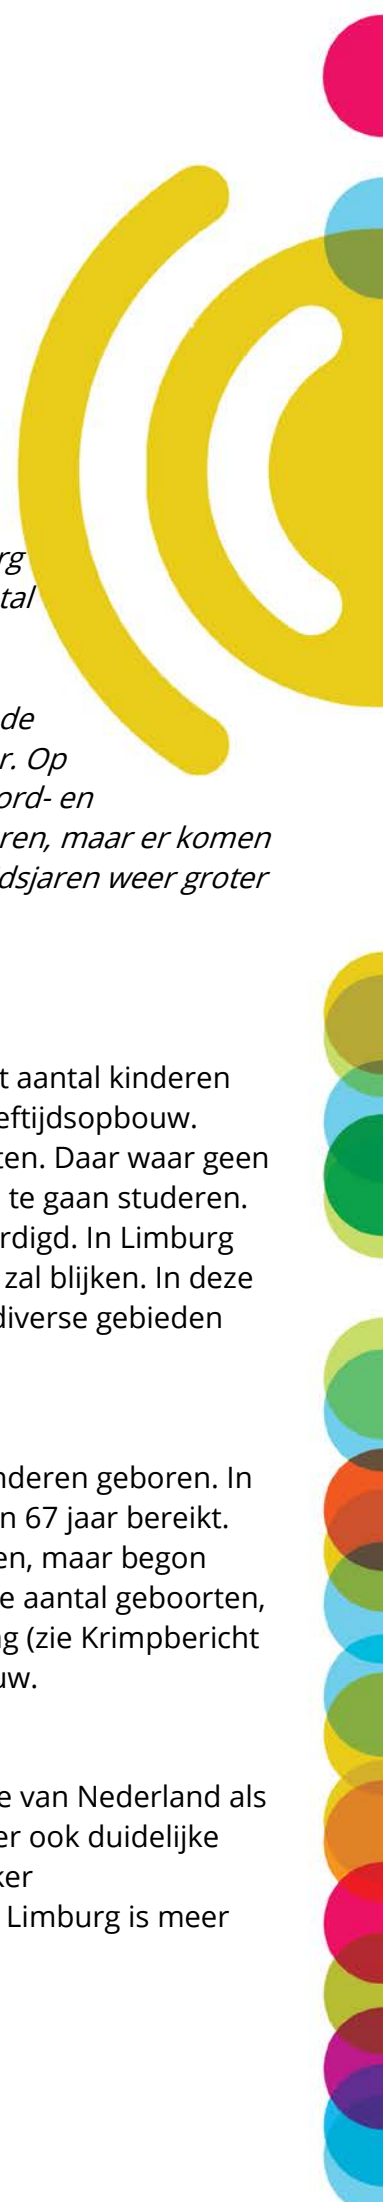 rg
tal
de
r. Op
ord- en
ren, maar er komen
dsjaren weer groter
t aantal kinderen
eftijdsopbouw.
ten. Daar waar geen
te gaan studeren.
rdigd. In Limburg
zal blijken. In deze
diverse gebieden
nderen geboren. In
n 67 jaar bereikt.
en, maar begon
e aantal geboorten,
ng (zie Krimpbericht
uw.
e van Nederland als
er ook duidelijke
ker
Limburg is meer